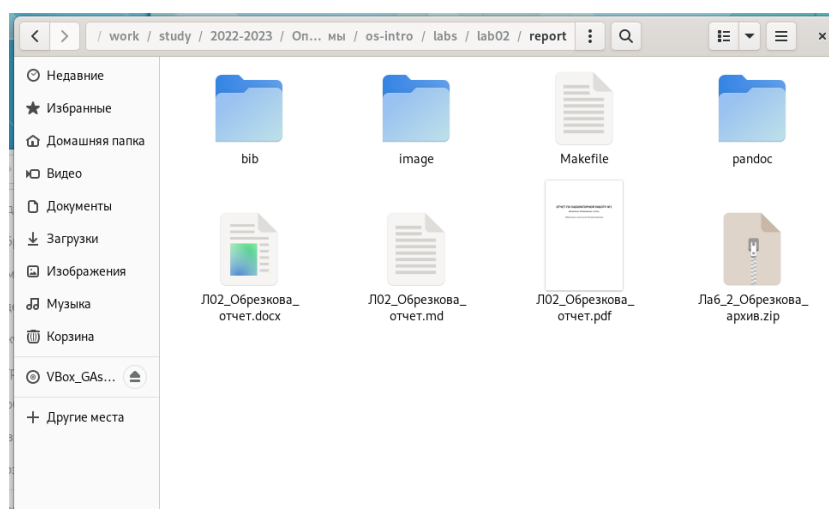 / work / study / 2022-2023 / Оп... мы / os-intro / labs / lab02 / report
Недавние
Избранные
Домашняя папка
Видео
Документы
Загрузки
Изображения
Музыка
Корзина
VBox_GAs...
Другие места
bib
image
Makefile
pandoc
Л02_Обрезкова_
отчет.docx
Л02_Обрезкова_
отчет.md
Л02_Обрезкова_
отчет.pdf
Лаб_2_Обрезкова_
архив.zip